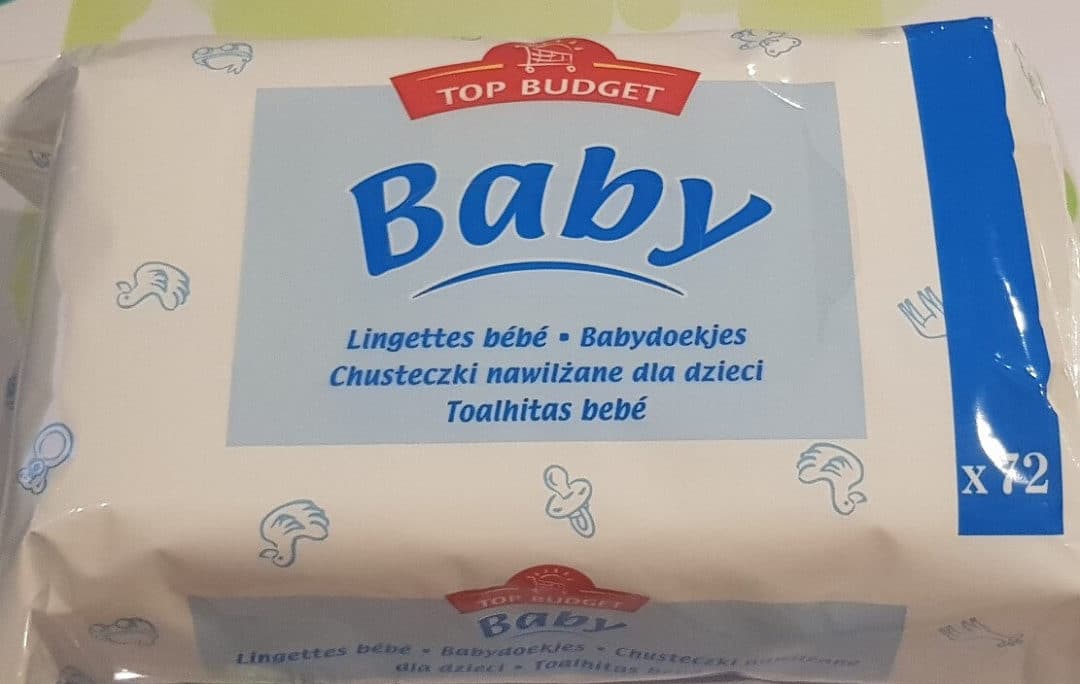 TOP BUDGET
Baby
Lingettes bébé ▪ Babydoekjes
Chusteczki nawilżane dla dzieci
Toalhitas bebé
x 72
TOP BUDGET
Baby
Lingettes bébé ▪ Babydoekjes ▪ Chusteczki nawilżane
dla dzieci ▪ Toalhitas